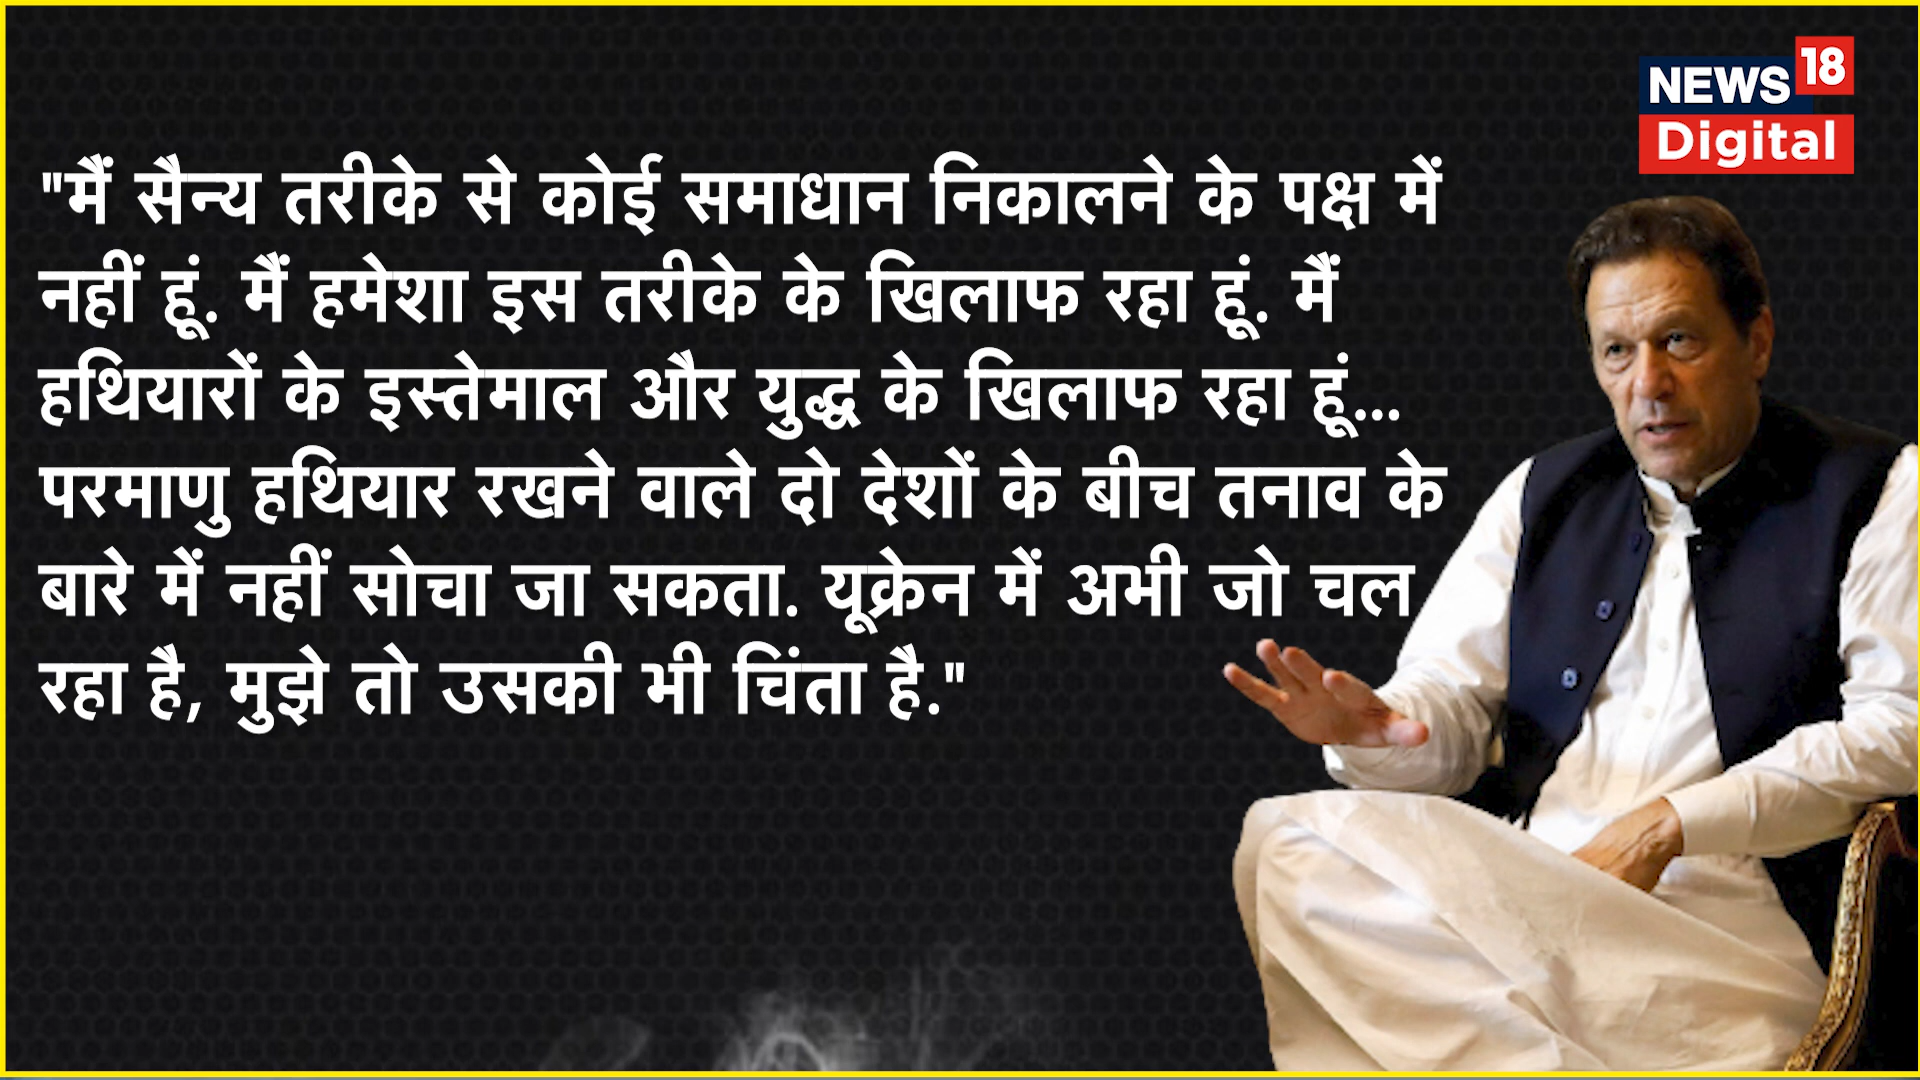 NEWS 18
Digital
"मैं सैन्य तरीके से कोई समाधान निकालने के पक्ष में
नहीं हूं. मैं हमेशा इस तरीके के खिलाफ रहा हूं. मैं
हथियारों के इस्तेमाल और युद्ध के खिलाफ रहा हूं...
परमाणु हथियार रखने वाले दो देशों के बीच तनाव के
बारे में नहीं सोचा जा सकता. यूक्रेन में अभी जो चल
रहा है, मुझे तो उसकी भी चिंता है."